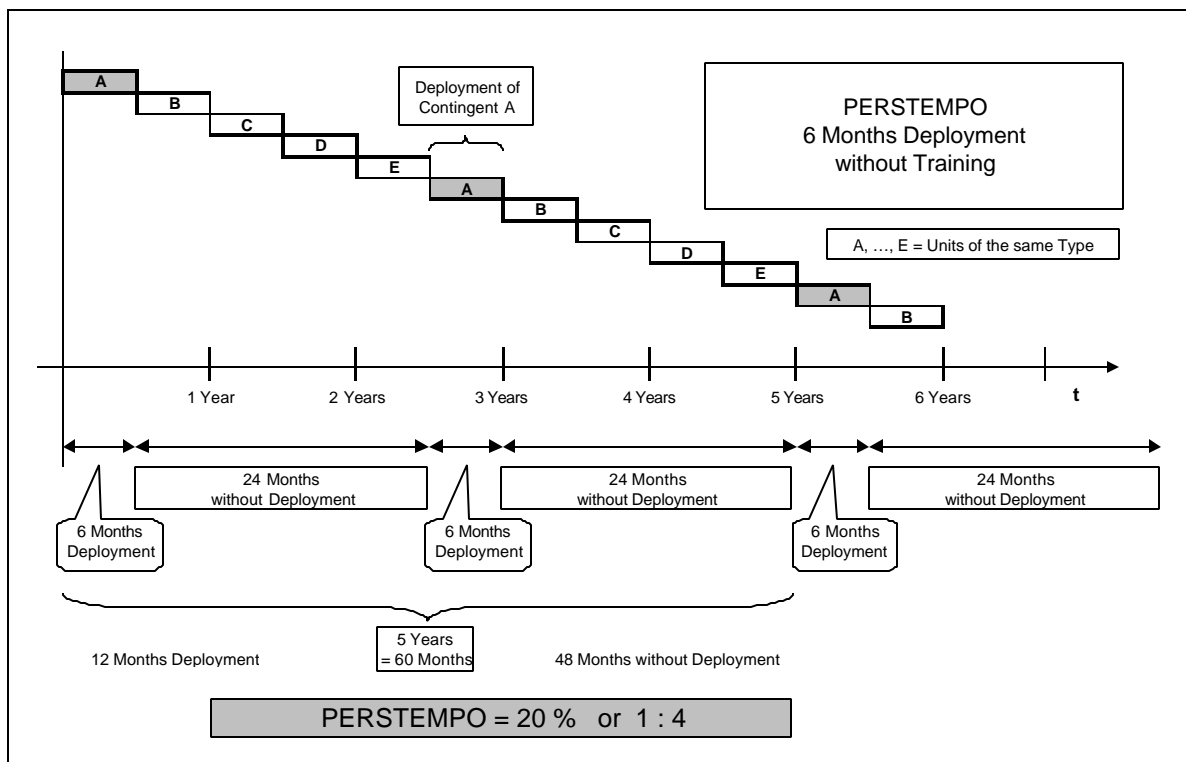 A
B
C
D
E
A
B
C
D
E
A
B
Deployment of
Contingent A
PERSTEMPO
6 Months Deployment
without Training
A, …, E = Units of the same Type
1 Year
2 Years
3 Years
4 Years
5 Years
6 Years
t
24 Months
without Deployment
24 Months
without Deployment
24 Months
without Deployment
6 Months
Deployment
6 Months
Deployment
6 Months
Deployment
5 Years
= 60 Months
12 Months Deployment
48 Months without Deployment
PERSTEMPO = 20 % or 1 : 4